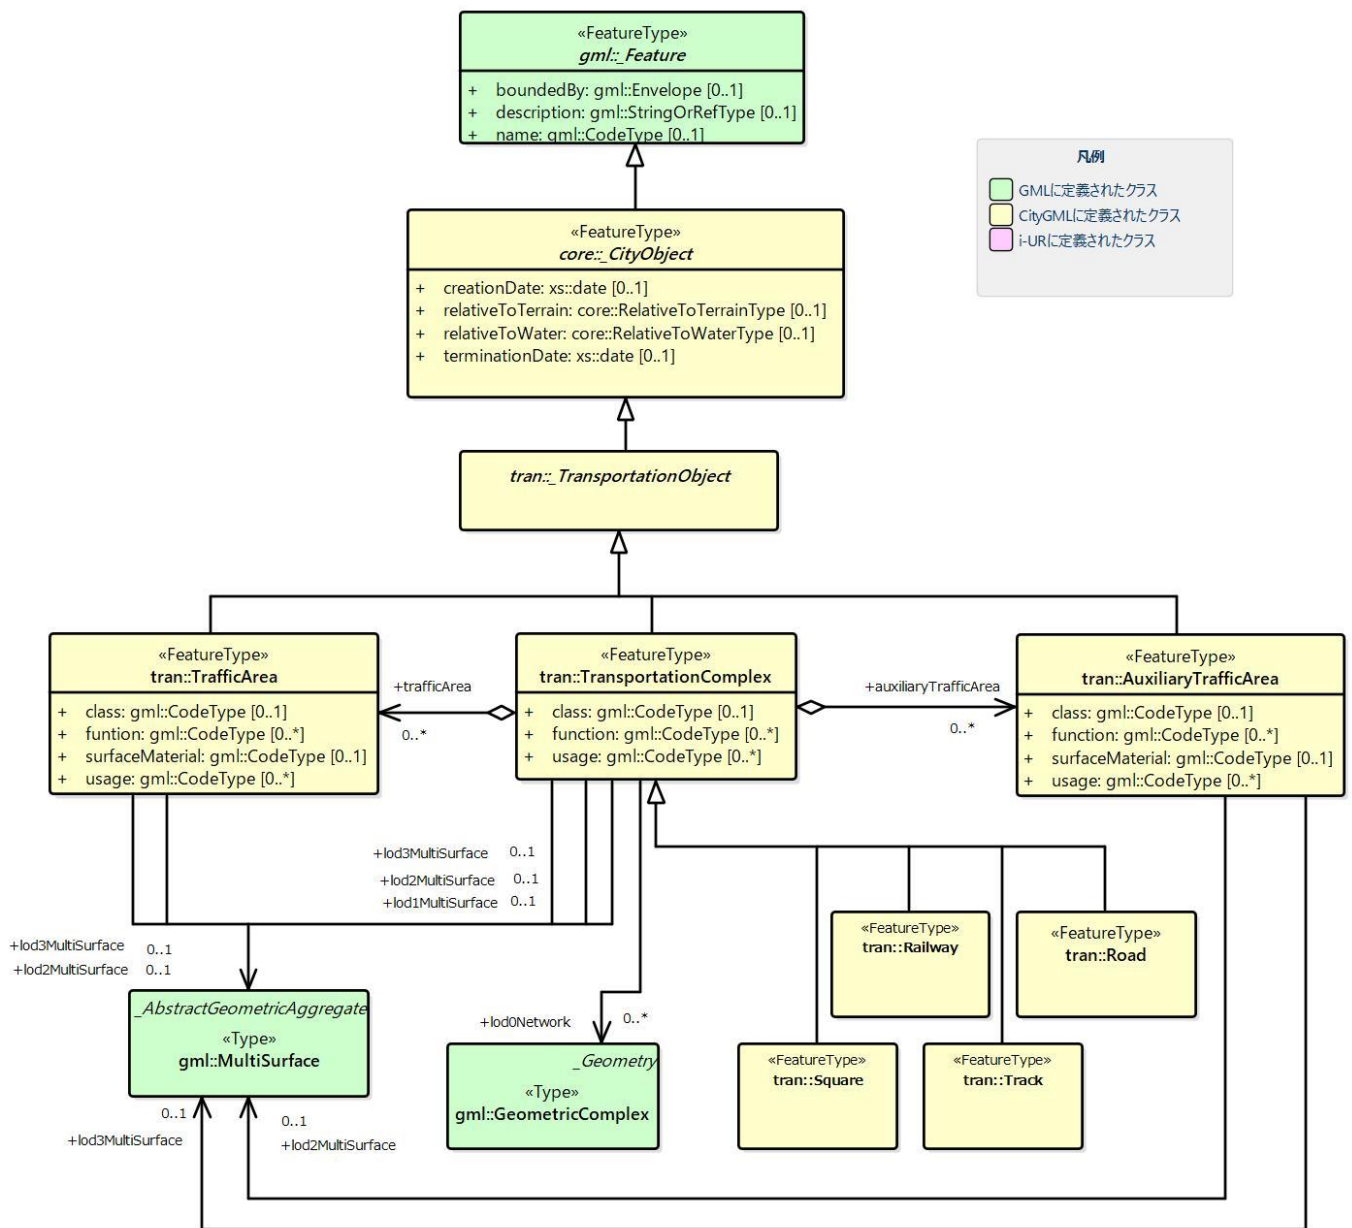 «FeatureType»
gml::_Feature
+ boundedBy: gml::Envelope [0..1]
+ description: gml::StringOrRefType [0..1]
+ name: gml::CodeType [0..1]
凡例
GMLに定義されたクラス
CityGMLに定義されたクラス
i-URに定義されたクラス
«FeatureType»
core::_CityObject
+ creationDate: xs::date [0..1]
+ relativeToTerrain: core::RelativeToTerrainType [0..1]
+ relativeToWater: core::RelativeToWaterType [0..1]
+ terminationDate: xs::date [0..1]
tran::_TransportationObject
«FeatureType»
tran::TrafficArea
+ class: gml::CodeType [0..1]
+ funtion: gml::CodeType [0..*]
+ surfaceMaterial: gml::CodeType [0..1]
+ usage: gml::CodeType [0..*]
+trafficArea
0..*
«FeatureType»
tran::TransportationComplex
+ class: gml::CodeType [0..1]
+ function: gml::CodeType [0..*]
+ usage: gml::CodeType [0..*]
+auxiliaryTrafficArea
0..*
«FeatureType»
tran::AuxiliaryTrafficArea
+ class: gml::CodeType [0..1]
+ function: gml::CodeType [0..*]
+ surfaceMaterial: gml::CodeType [0..1]
+ usage: gml::CodeType [0..*]
+lod3MultiSurface 0..1
+lod2MultiSurface 0..1
+lod1MultiSurface 0..1
+lod3MultiSurface 0..1
+lod2MultiSurface 0..1
«FeatureType»
tran::Railway
«FeatureType»
tran::Road
_AbstractGeometricAggregate
«Type»
gml::MultiSurface
+lod0Network 0..*
_Geometry
«Type»
gml::GeometricComplex
«FeatureType»
tran::Square
«FeatureType»
tran::Track
0..1
+lod3MultiSurface
0..1
+lod2MultiSurface